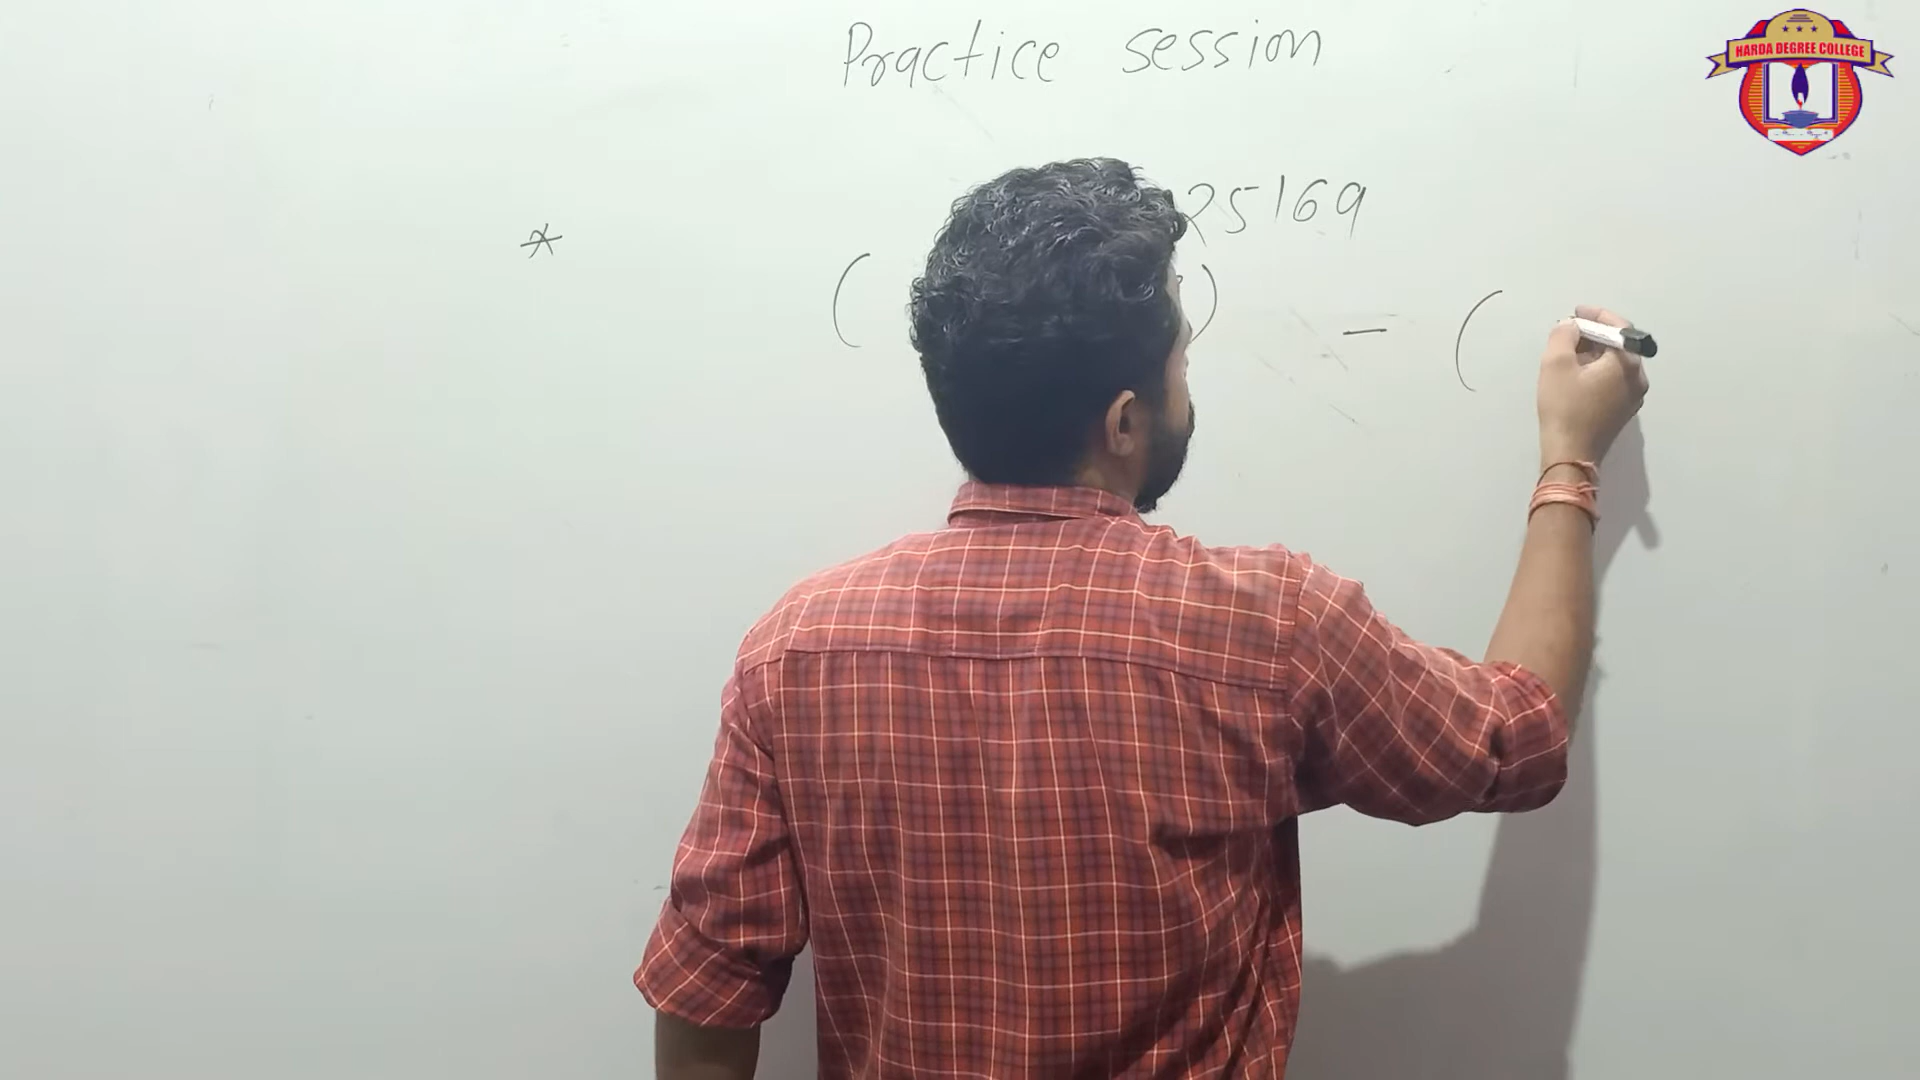 Practice session
HARDA DEGREE COLLEGE
25169
*
( ) - (